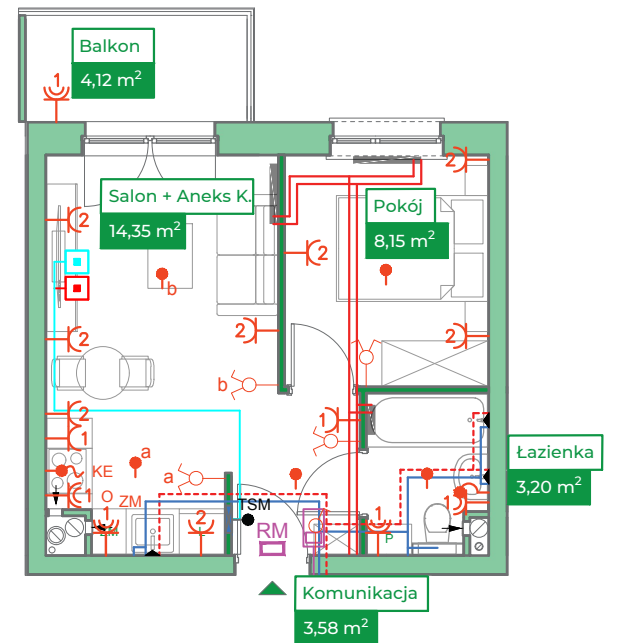 Balkon
4,12 m²
1
2
Salon + Aneks K.
14,35 m²
Pokój
8,15 m²
2
2
b
2
2
2
b
2
1
1
a
a
KE
1
O
ZM
1
2
TSM
RM
1
P
1
Łazienka
3,20 m²
Komunikacja
3,58 m²